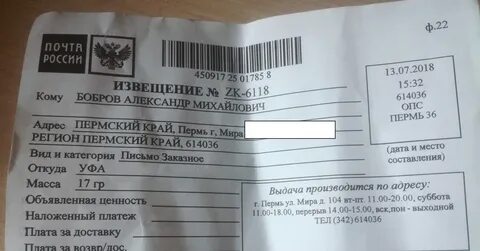 ф.22
ПОЧТА
РОССИИ
450917 25 01785 8
ИЗВЕЩЕНИЕ № ZK-6118
13.07.2018
15:32
614036
ОПС
ПЕРМЬ 36
(дата и место
составления)
Кому БОБРОВ АЛЕКСАНДР МИХАЙЛОВИЧ
Адрес ПЕРМСКИЙ КРАЙ, Пермь г, Мира
РЕГИОН ПЕРМСКИЙ КРАЙ, 614036
Вид и категория Письмо Заказное
Откуда УФА
Масса 17 гр
Объявленная ценность
Наложенный платеж
Плата за доставку
Плата за возвр/дос.
Выдача производится по адресу:
г. Пермь ул. Мира д. 104 вт-пт. 11.00-20.00, суббота
11.00-18.00, перерыв 14.00-15.00, вск,пон - выходной
ТЕЛ (342) 614036